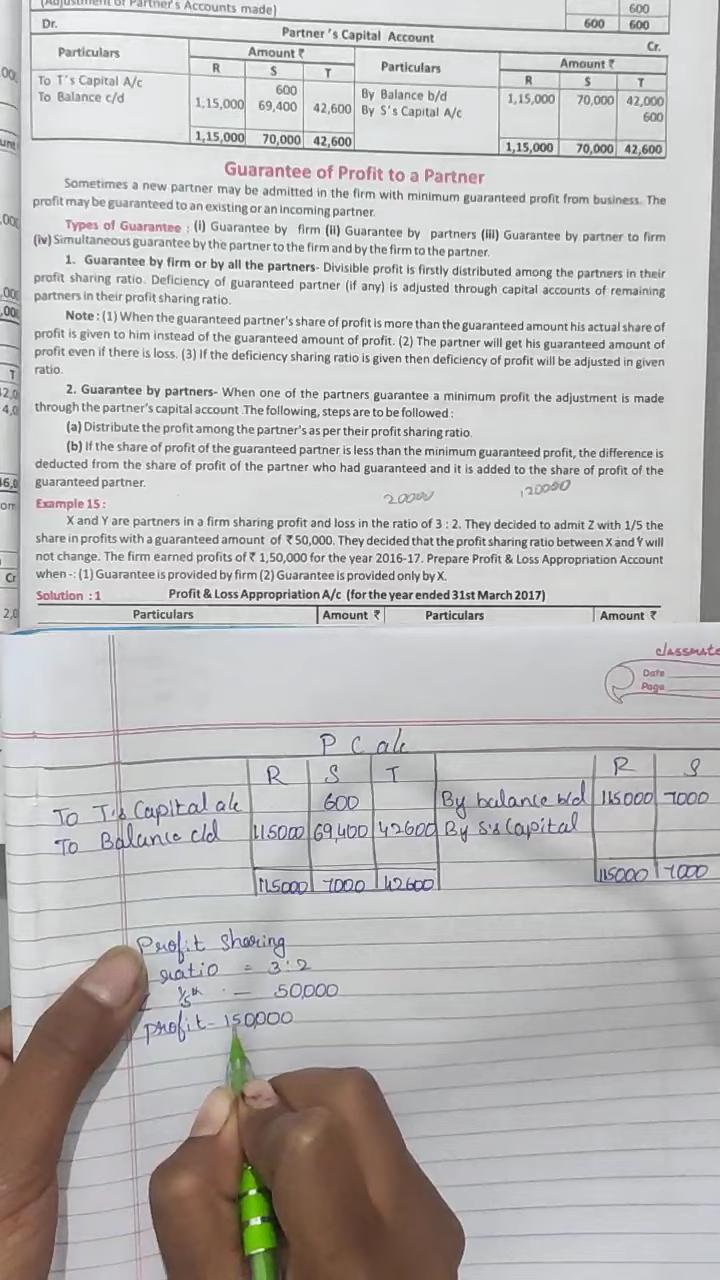 (Adjustment of Partner's Accounts made)
600
600 600
Dr. Partner's Capital Account Cr.
Particulars Amount ₹ Particulars Amount ₹
R S T R S T
To T's Capital A/c 600 By Balance b/d 1,15,000 70,000 42,000
To Balance c/d 1,15,000 69,400 42,600 By S's Capital A/c 600
1,15,000 70,000 42,600 1,15,000 70,000 42,600
Guarantee of Profit to a Partner
Sometimes a new partner may be admitted in the firm with minimum guaranteed profit from business. The
profit may be guaranteed to an existing or an incoming partner.
Types of Guarantee : (i) Guarantee by firm (ii) Guarantee by partners (iii) Guarantee by partner to firm
(iv) Simultaneous guarantee by the partner to the firm and by the firm to the partner.
1. Guarantee by firm or by all the partners- Divisible profit is firstly distributed among the partners in their
profit sharing ratio. Deficiency of guaranteed partner (if any) is adjusted through capital accounts of remaining
partners in their profit sharing ratio.
Note : (1) When the guaranteed partner's share of profit is more than the guaranteed amount his actual share of
profit is given to him instead of the guaranteed amount of profit. (2) The partner will get his guaranteed amount of
profit even if there is loss. (3) If the deficiency sharing ratio is given then deficiency of profit will be adjusted in given
ratio.
2. Guarantee by partners- When one of the partners guarantee a minimum profit the adjustment is made
through the partner's capital account The following, steps are to be followed :
(a) Distribute the profit among the partner's as per their profit sharing ratio.
(b) If the share of profit of the guaranteed partner is less than the minimum guaranteed profit, the difference is
deducted from the share of profit of the partner who had guaranteed and it is added to the share of profit of the
guaranteed partner.
20000 120000
Example 15 :
X and Y are partners in a firm sharing profit and loss in the ratio of 3 : 2. They decided to admit Z with 1/5 the
share in profits with a guaranteed amount of ₹ 50,000. They decided that the profit sharing ratio between X and Y will
not change. The firm earned profits of ₹ 1,50,000 for the year 2016-17. Prepare Profit & Loss Appropriation Account
when -: (1) Guarantee is provided by firm (2) Guarantee is provided only by X.
Solution : 1 Profit & Loss Appropriation A/c (for the year ended 31st March 2017)
Particulars Amount ₹ Particulars Amount ₹
classmate
Date
Page
P C a/c
R S T R S
To T's Capital a/c 600 By balance b/d 115000 7000
To Balance c/d 115000 69,400 42600 By S's Capital
115000 7000 42600 115000 7000
Profit Sharing
ratio = 3:2
1/5th - 50,000
profit - 150,000